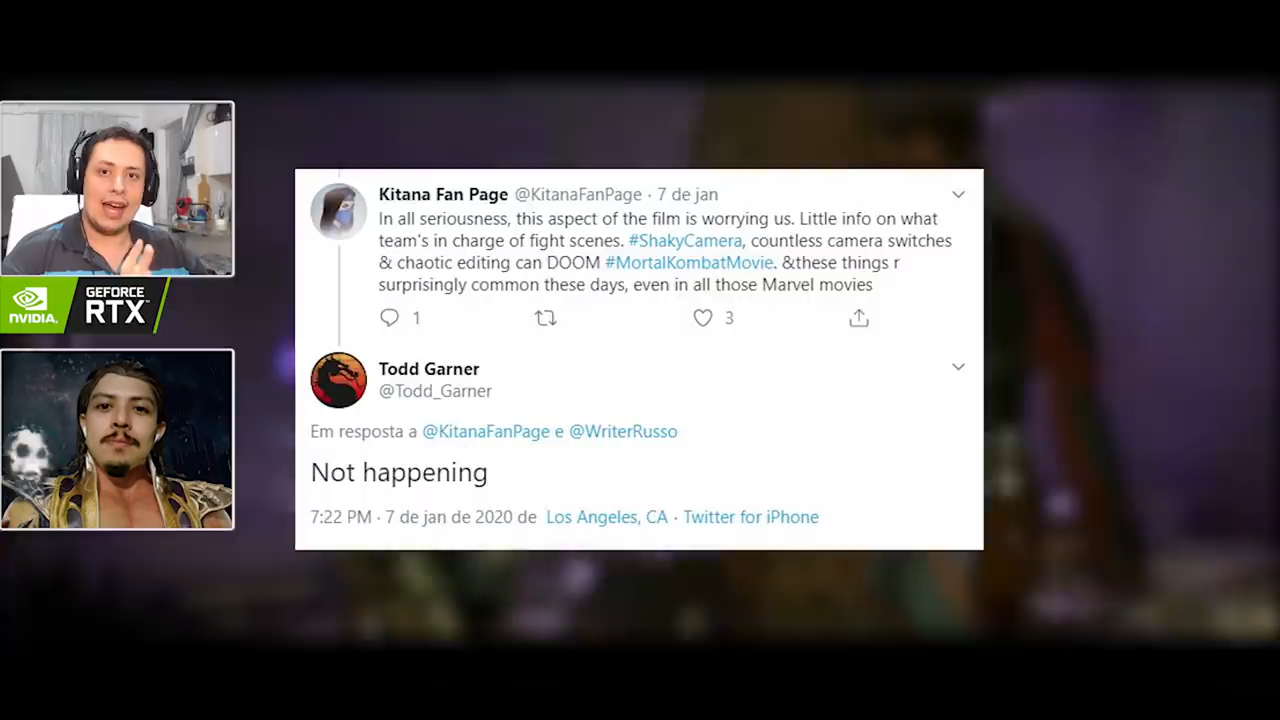 Kitana Fan Page @KitanaFanPage · 7 de jan
In all seriousness, this aspect of the film is worrying us. Little info on what
team's in charge of fight scenes. #ShakyCamera, countless camera switches
& chaotic editing can DOOM #MortalKombatMovie. &these things r
surprisingly common these days, even in all those Marvel movies
1
3
NVIDIA.
GEFORCE
RTX™
Todd Garner
@Todd_Garner
Em resposta a @KitanaFanPage e @WriterRusso
Not happening
7:22 PM · 7 de jan de 2020 de Los Angeles, CA · Twitter for iPhone